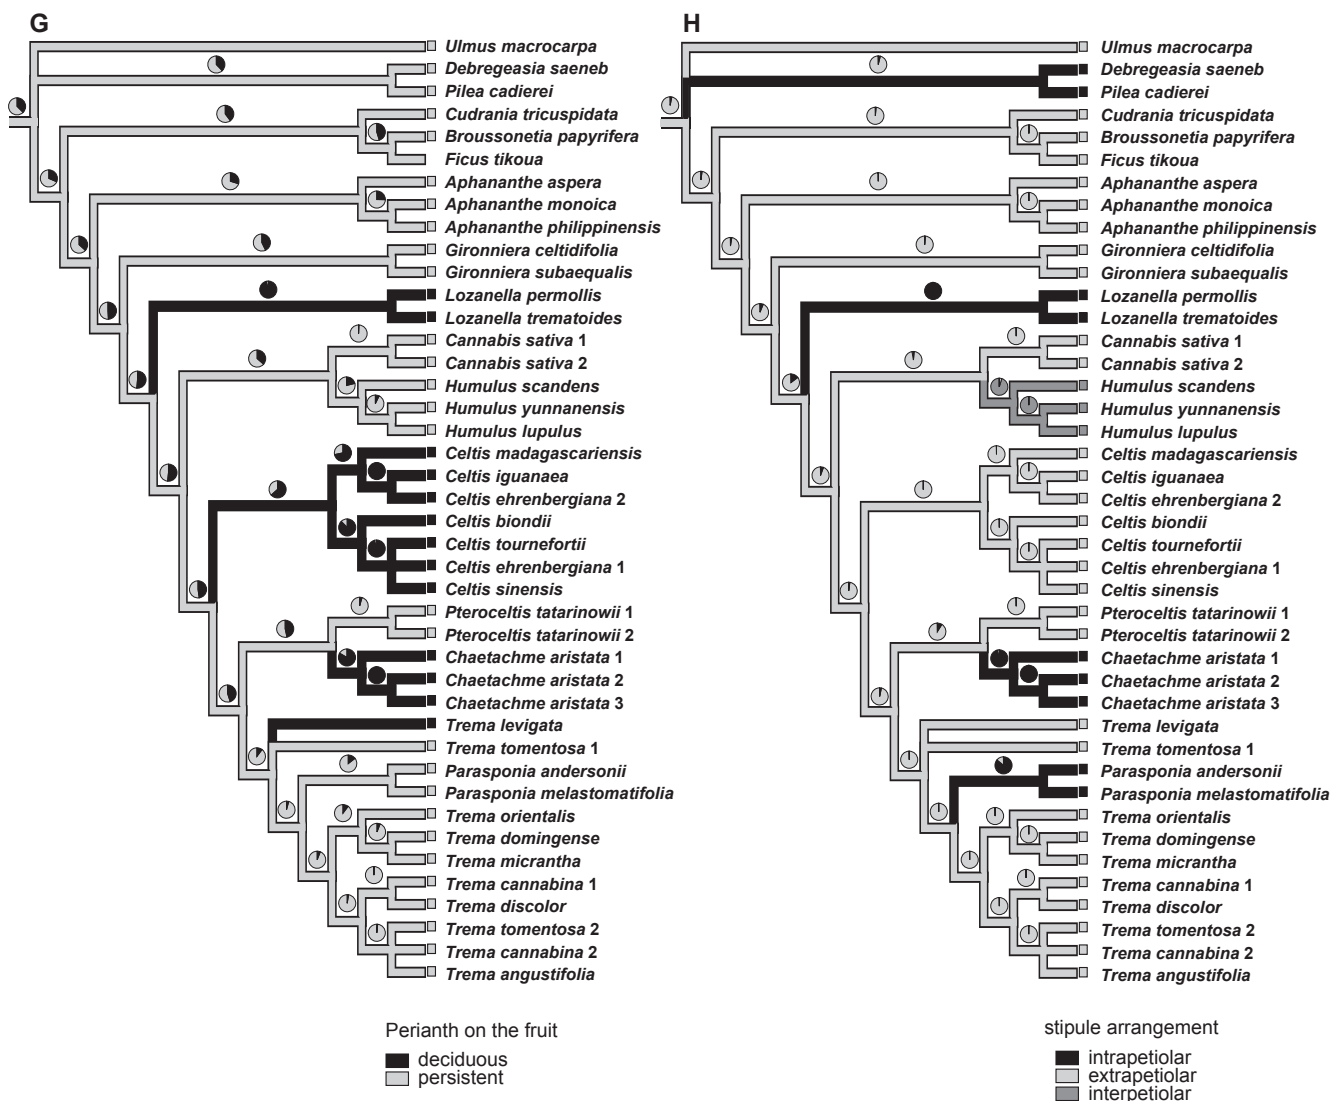 G
Ulmus macrocarpa
Debregeasia saeneb
Pilea cadierei
Cudrania tricuspidata
Broussonetia papyrifera
Ficus tikoua
Aphananthe aspera
Aphananthe monoica
Aphananthe philippinensis
Gironniera celtidifolia
Gironniera subaequalis
Lozanella permollis
Lozanella trematoides
Cannabis sativa 1
Cannabis sativa 2
Humulus scandens
Humulus yunnanensis
Humulus lupulus
Celtis madagascariensis
Celtis iguanaea
Celtis ehrenbergiana 2
Celtis biondii
Celtis tournefortii
Celtis ehrenbergiana 1
Celtis sinensis
Pteroceltis tatarinowii 1
Pteroceltis tatarinowii 2
Chaetachme aristata 1
Chaetachme aristata 2
Chaetachme aristata 3
Trema levigata
Trema tomentosa 1
Parasponia andersonii
Parasponia melastomatifolia
Trema orientalis
Trema domingense
Trema micrantha
Trema cannabina 1
Trema discolor
Trema tomentosa 2
Trema cannabina 2
Trema angustifolia
Perianth on the fruit
deciduous
persistent
H
Ulmus macrocarpa
Debregeasia saeneb
Pilea cadierei
Cudrania tricuspidata
Broussonetia papyrifera
Ficus tikoua
Aphananthe aspera
Aphananthe monoica
Aphananthe philippinensis
Gironniera celtidifolia
Gironniera subaequalis
Lozanella permollis
Lozanella trematoides
Cannabis sativa 1
Cannabis sativa 2
Humulus scandens
Humulus yunnanensis
Humulus lupulus
Celtis madagascariensis
Celtis iguanaea
Celtis ehrenbergiana 2
Celtis biondii
Celtis tournefortii
Celtis ehrenbergiana 1
Celtis sinensis
Pteroceltis tatarinowii 1
Pteroceltis tatarinowii 2
Chaetachme aristata 1
Chaetachme aristata 2
Chaetachme aristata 3
Trema levigata
Trema tomentosa 1
Parasponia andersonii
Parasponia melastomatifolia
Trema orientalis
Trema domingense
Trema micrantha
Trema cannabina 1
Trema discolor
Trema tomentosa 2
Trema cannabina 2
Trema angustifolia
stipule arrangement
intrapetiolar
extrapetiolar
interpetiolar